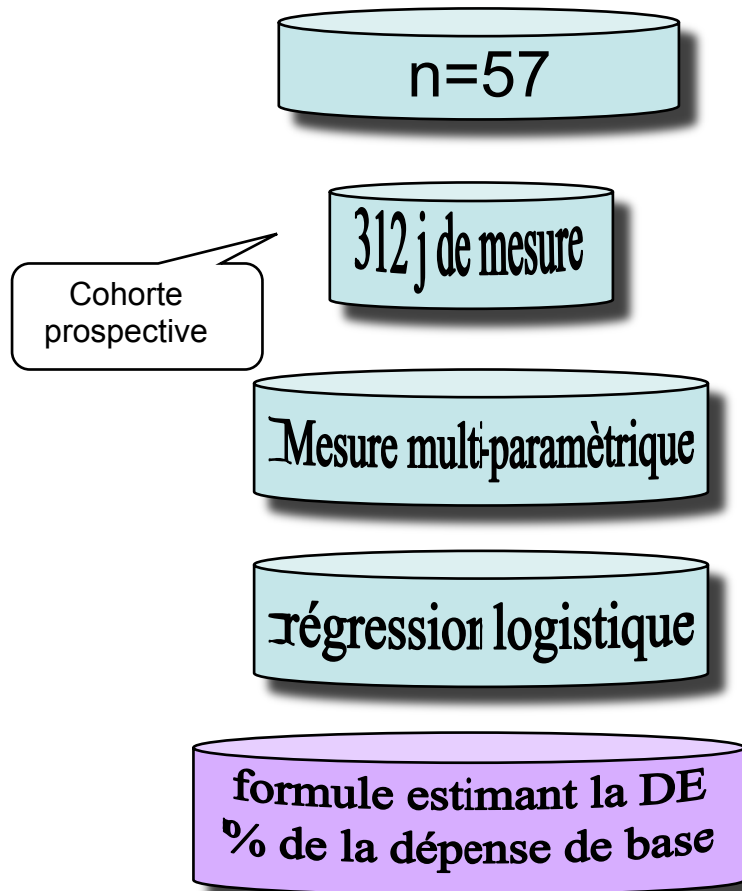 n=57
312 j de mesure
Cohorte
prospective
Mesure multi-paramètrique
régression logistique
formule estimant la DE
% de la dépense de base